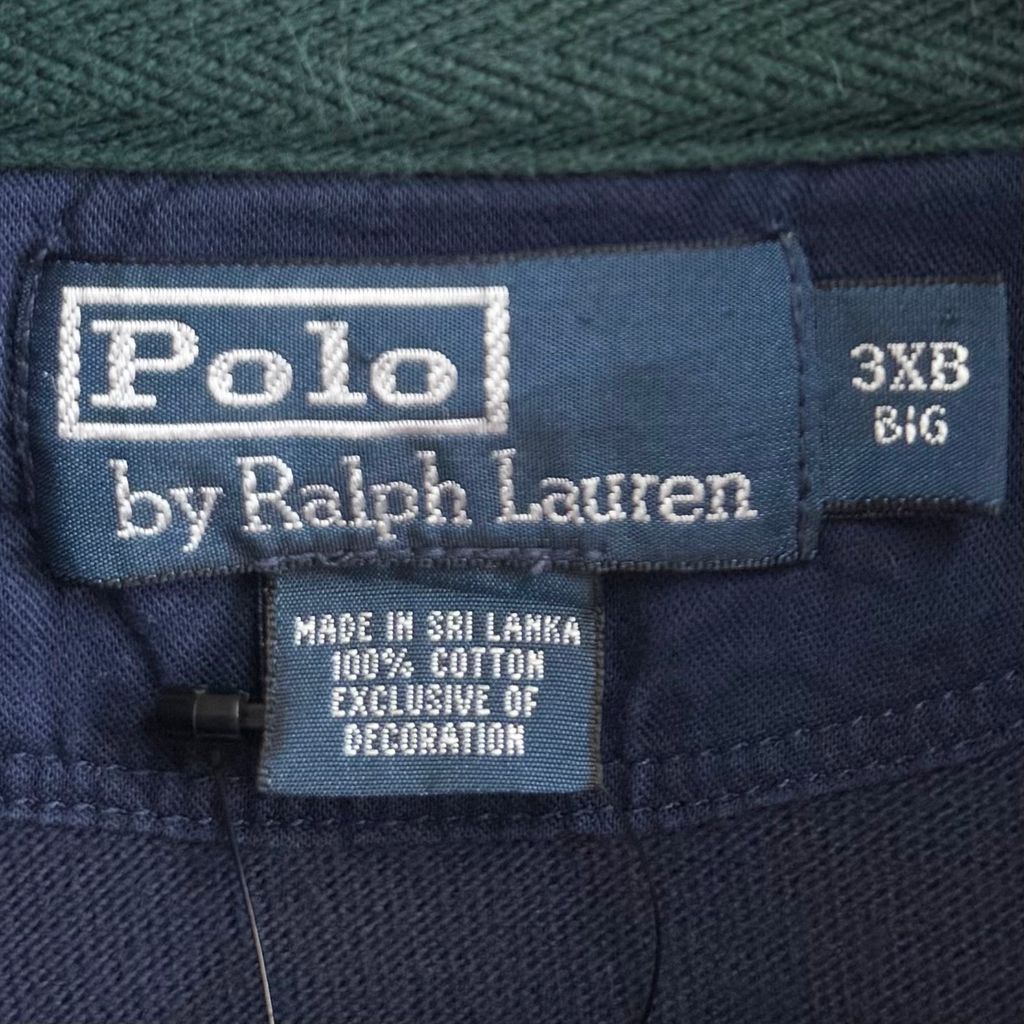 Polo
by Ralph Lauren
3XB
BIG
MADE IN SRI LANKA
100% COTTON
EXCLUSIVE OF
DECORATION